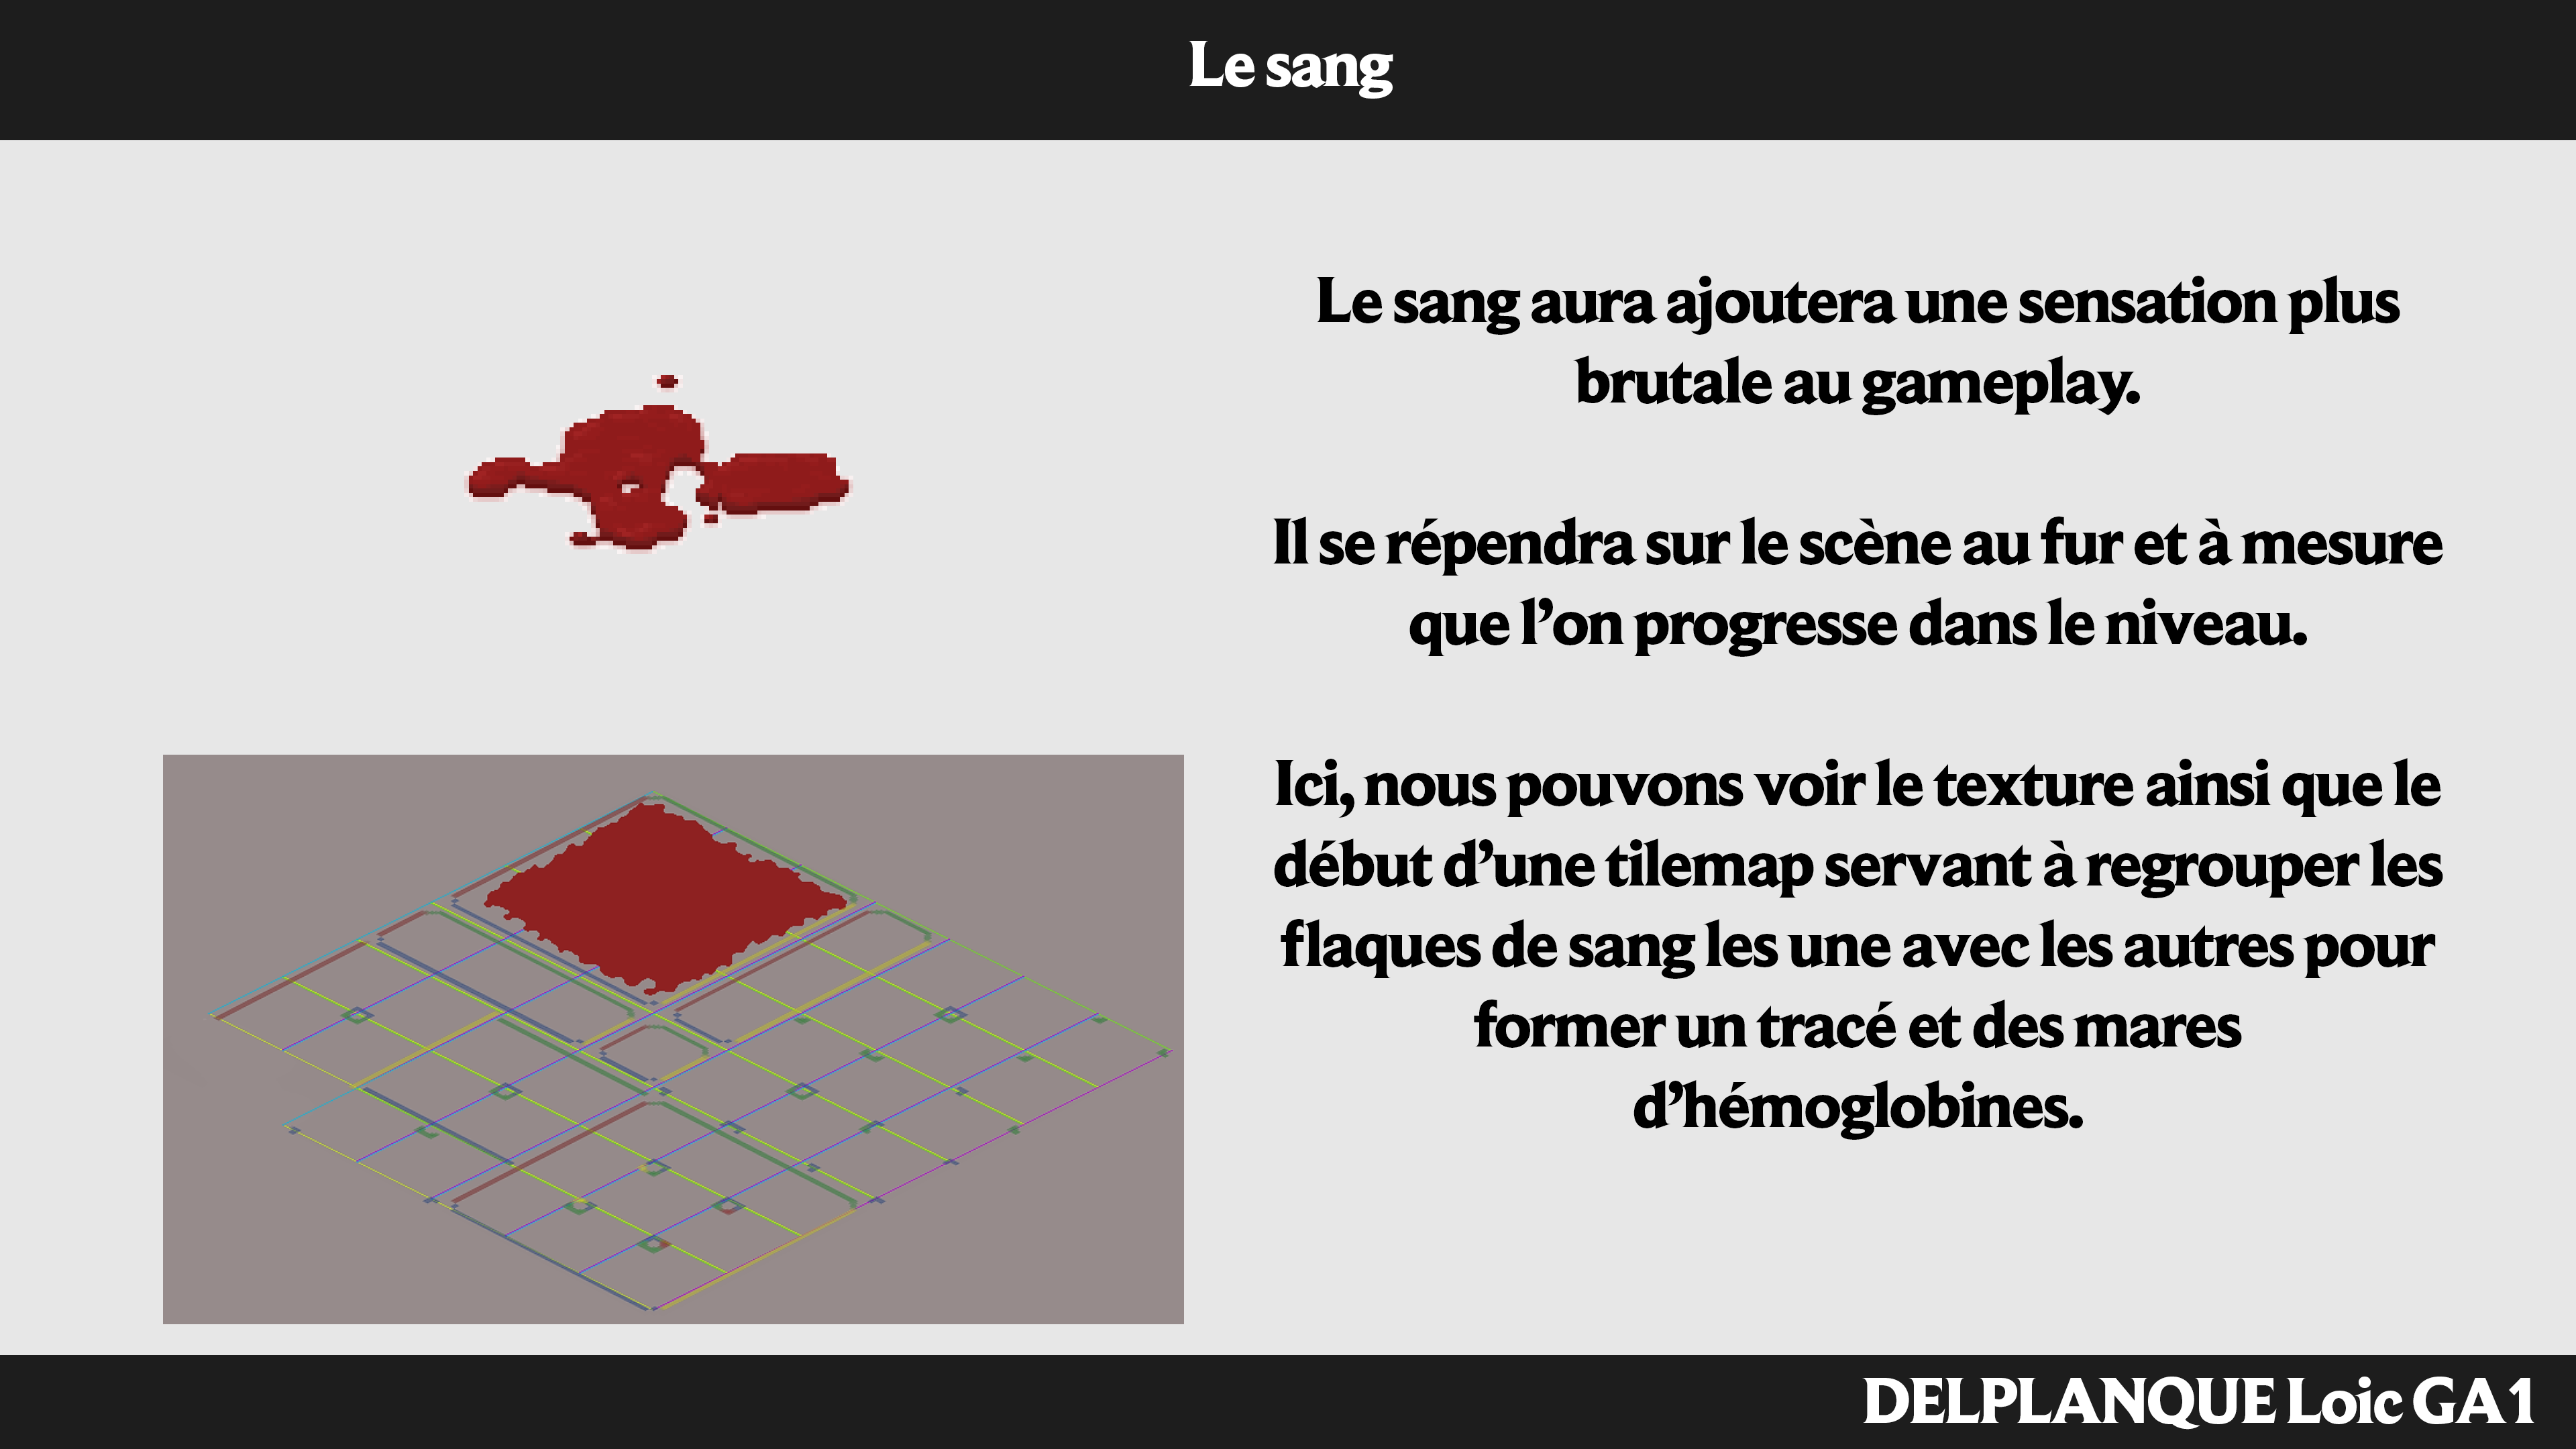 Le sang
Le sang aura ajoutera une sensation plus
brutale au gameplay.
Il se répendra sur le scène au fur et à mesure
que l’on progresse dans le niveau.
Ici, nous pouvons voir le texture ainsi que le
début d’une tilemap servant à regrouper les
flaques de sang les une avec les autres pour
former un tracé et des mares
d’hémoglobines.
DELPLANQUE Loic GA1